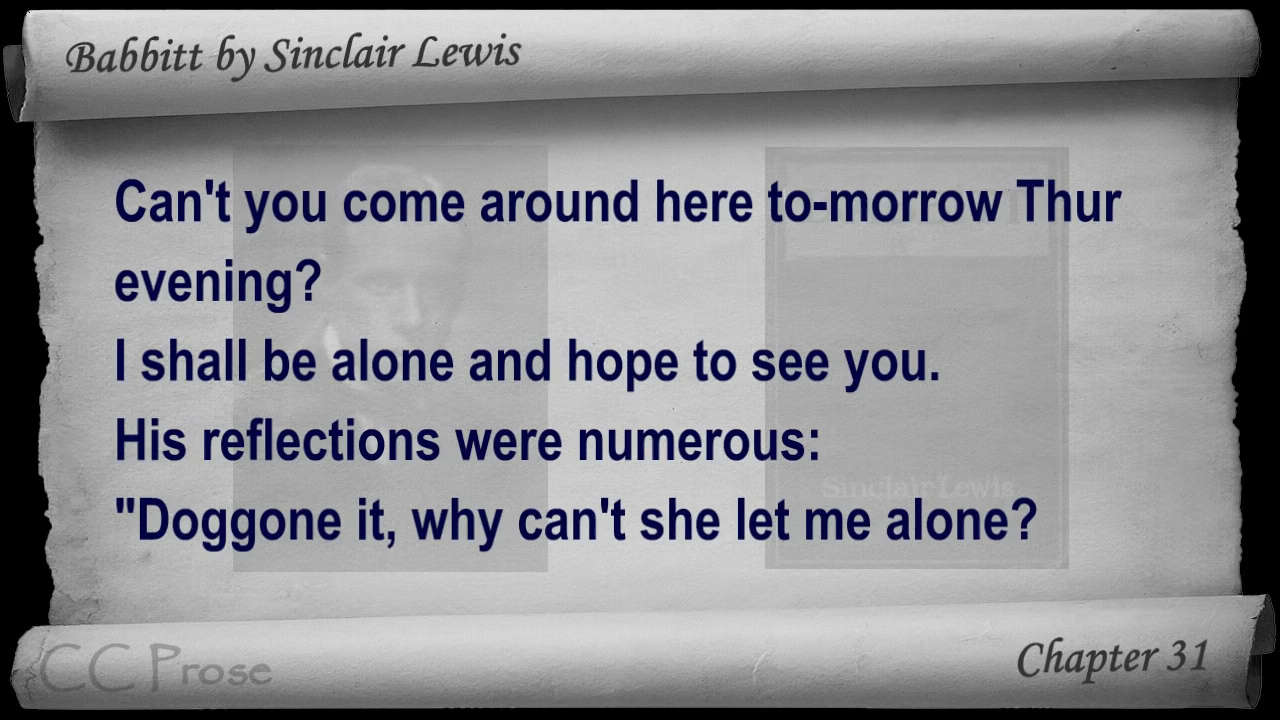 Babbitt by Sinclair Lewis
Can't you come around here to-morrow Thur
evening?
I shall be alone and hope to see you.
His reflections were numerous:
Sinclair Lewis
"Doggone it, why can't she let me alone?
CC Prose
Chapter 31